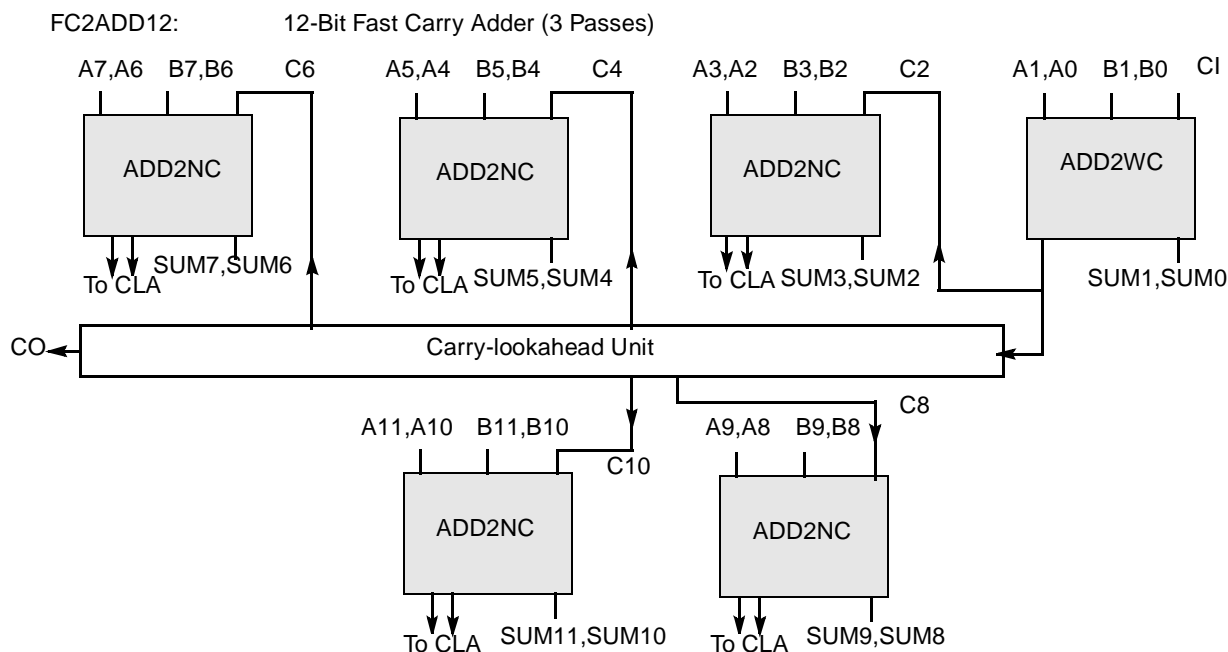 FC2ADD12: 12-Bit Fast Carry Adder (3 Passes)
A7,A6 B7,B6 C6 A5,A4 B5,B4 C4 A3,A2 B3,B2 C2 A1,A0 B1,B0 CI
ADD2NC ADD2NC ADD2NC ADD2WC
To CLA SUM7,SUM6 To CLA SUM5,SUM4 To CLA SUM3,SUM2 SUM1,SUM0
CO Carry-lookahead Unit
C8
A11,A10 B11,B10 A9,A8 B9,B8
C10
ADD2NC ADD2NC
To CLA SUM11,SUM10 To CLA SUM9,SUM8